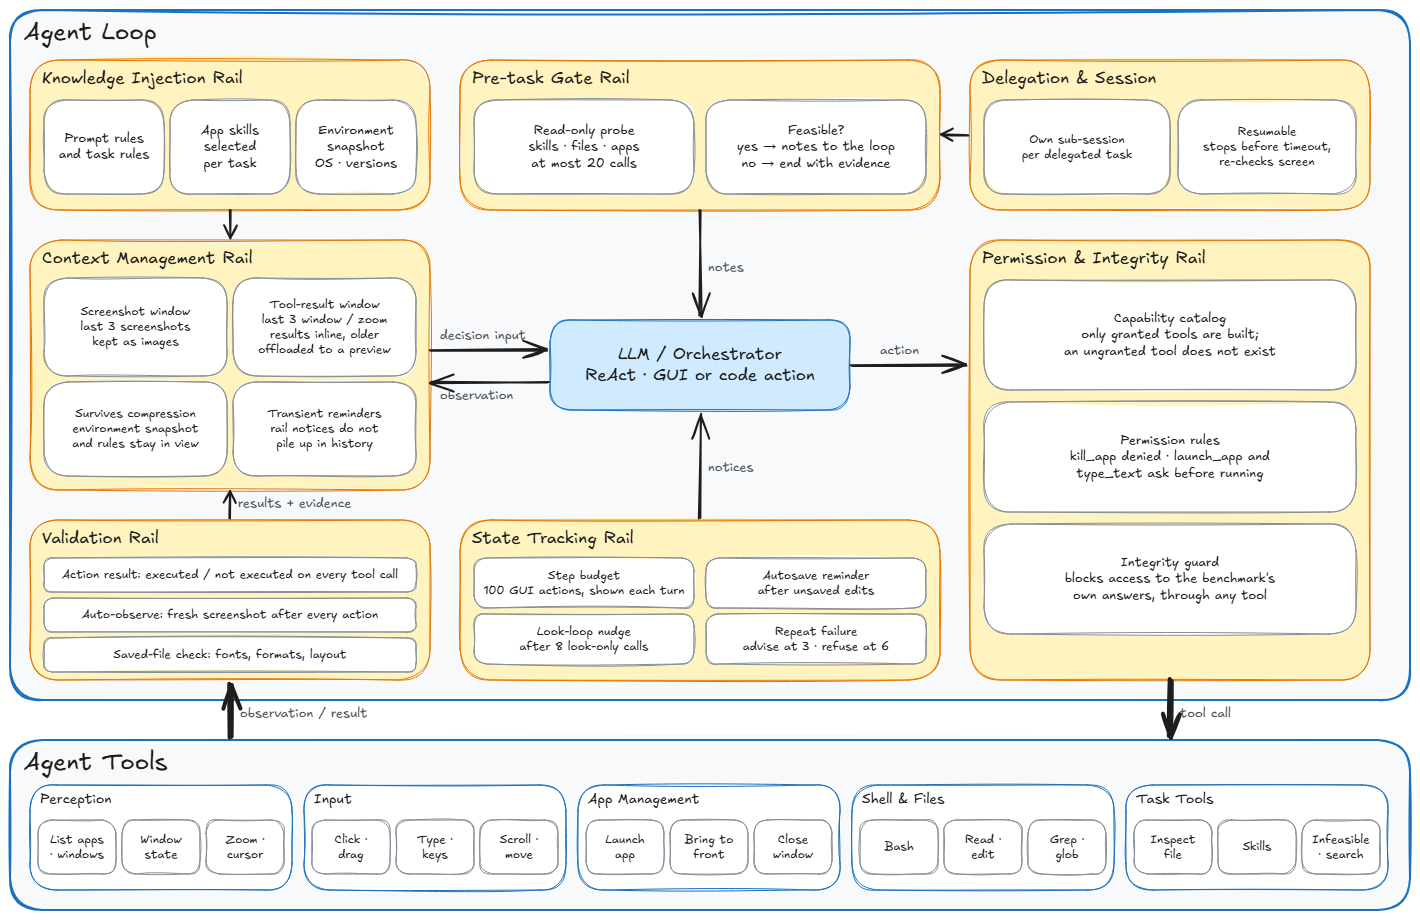 Agent Loop
Knowledge Injection Rail
Prompt rules
and task rules
App skills
selected
per task
Environment
snapshot
OS · versions
Pre-task Gate Rail
Read-only probe
skills · files · apps
at most 20 calls
Feasible?
yes → notes to the loop
no → end with evidence
Delegation & Session
Own sub-session
per delegated task
Resumable
stops before timeout,
re-checks screen
Context Management Rail
Screenshot window
last 3 screenshots
kept as images
Tool-result window
last 3 window / zoom
results inline, older
offloaded to a preview
Survives compression
environment snapshot
and rules stay in view
Transient reminders
rail notices do not
pile up in history
decision input
observation
notes
LLM / Orchestrator
ReAct · GUI or code action
action
notices
Permission & Integrity Rail
Capability catalog
only granted tools are built;
an ungranted tool does not exist
Permission rules
kill_app denied · launch_app and
type_text ask before running
Integrity guard
blocks access to the benchmark's
own answers, through any tool
results + evidence
Validation Rail
Action result: executed / not executed on every tool call
Auto-observe: fresh screenshot after every action
Saved-file check: fonts, formats, layout
State Tracking Rail
Step budget
100 GUI actions, shown each turn
Autosave reminder
after unsaved edits
Look-loop nudge
after 8 look-only calls
Repeat failure
advise at 3 · refuse at 6
observation / result
tool call
Agent Tools
Perception
List apps
· windows
Window
state
Zoom ·
cursor
Input
Click ·
drag
Type ·
keys
Scroll ·
move
App Management
Launch
app
Bring to
front
Close
window
Shell & Files
Bash
Read ·
edit
Grep ·
glob
Task Tools
Inspect
file
Skills
Infeasible
· search